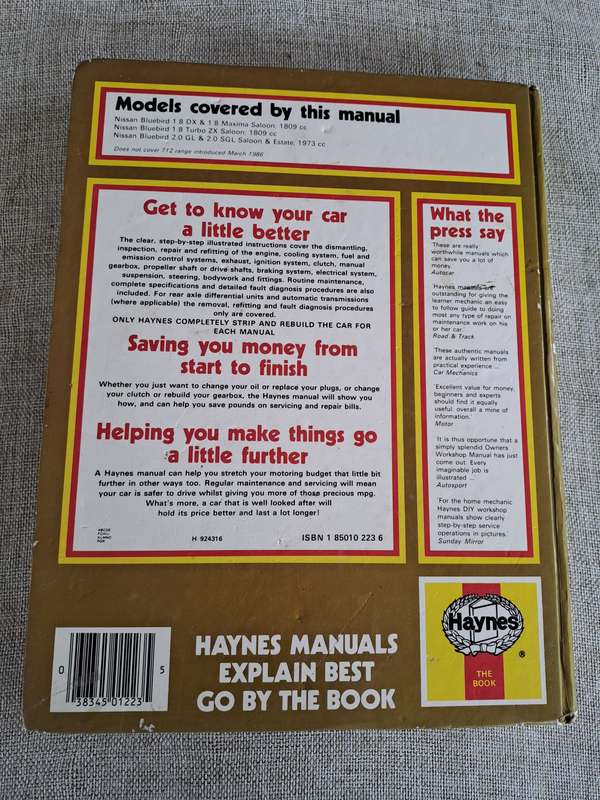 Models covered by this manual
Nissan Bluebird 1.8 DX & 1.8 Maxima Saloon; 1809 cc
Nissan Bluebird 1.8 Turbo ZX Saloon; 1809 cc
Nissan Bluebird 2.0 GL & 2.0 SGL Saloon & Estate; 1973 cc
Does not cover T12 range introduced March 1986
Get to know your car
a little better
The clear, step-by-step illustrated instructions cover the dismantling,
inspection, repair and refitting of the engine, cooling system, fuel and
emission control systems, exhaust, ignition system, clutch, manual
gearbox, propeller shaft or drive shafts, braking system, electrical system,
suspension, steering, bodywork and fittings. Routine maintenance,
complete specifications and detailed fault diagnosis procedures are also
included. For rear axle differential units and automatic transmissions
(where applicable) the removal, refitting and fault diagnosis procedures
only are covered.
ONLY HAYNES COMPLETELY STRIP AND REBUILD THE CAR FOR
EACH MANUAL
Saving you money from
start to finish
Whether you just want to change your oil or replace your plugs, or change
your clutch or rebuild your gearbox, the Haynes manual will show you
how, and can help you save pounds on servicing and repair bills.
Helping you make things go
a little further
A Haynes manual can help you stretch your motoring budget that little bit
further in other ways too. Regular maintenance and servicing will mean
your car is safer to drive whilst giving you more of those precious mpg.
What's more, a car that is well looked after will
hold its price better and last a lot longer!
H 924316
ISBN 1 85010 223 6
What the
press say
'These are really
worthwhile manuals which
can save you a lot of
money.
Autocar
'Haynes manuals are
outstanding for giving the
learner mechanic an easy
to follow guide to doing
most any type of repair or
maintenance work on his
or her car.'
Road & Track
'These authentic manuals
are actually written from
practical experience ...
Car Mechanics
'Excellent value for money,
beginners and experts
should find it equally
useful, overall a mine of
information.'
Motor
'It is thus opportune that a
simply splendid Owners
Workshop Manual has just
come out. Every
imaginable job is
illustrated ...
Autosport
'For the home mechanic
Haynes DIY workshop
manuals show clearly
step-by-step service
operations in pictures.'
Sunday Mirror
Haynes
®
THE
BOOK
HAYNES MANUALS
EXPLAIN BEST
GO BY THE BOOK
0 38345 01223 5